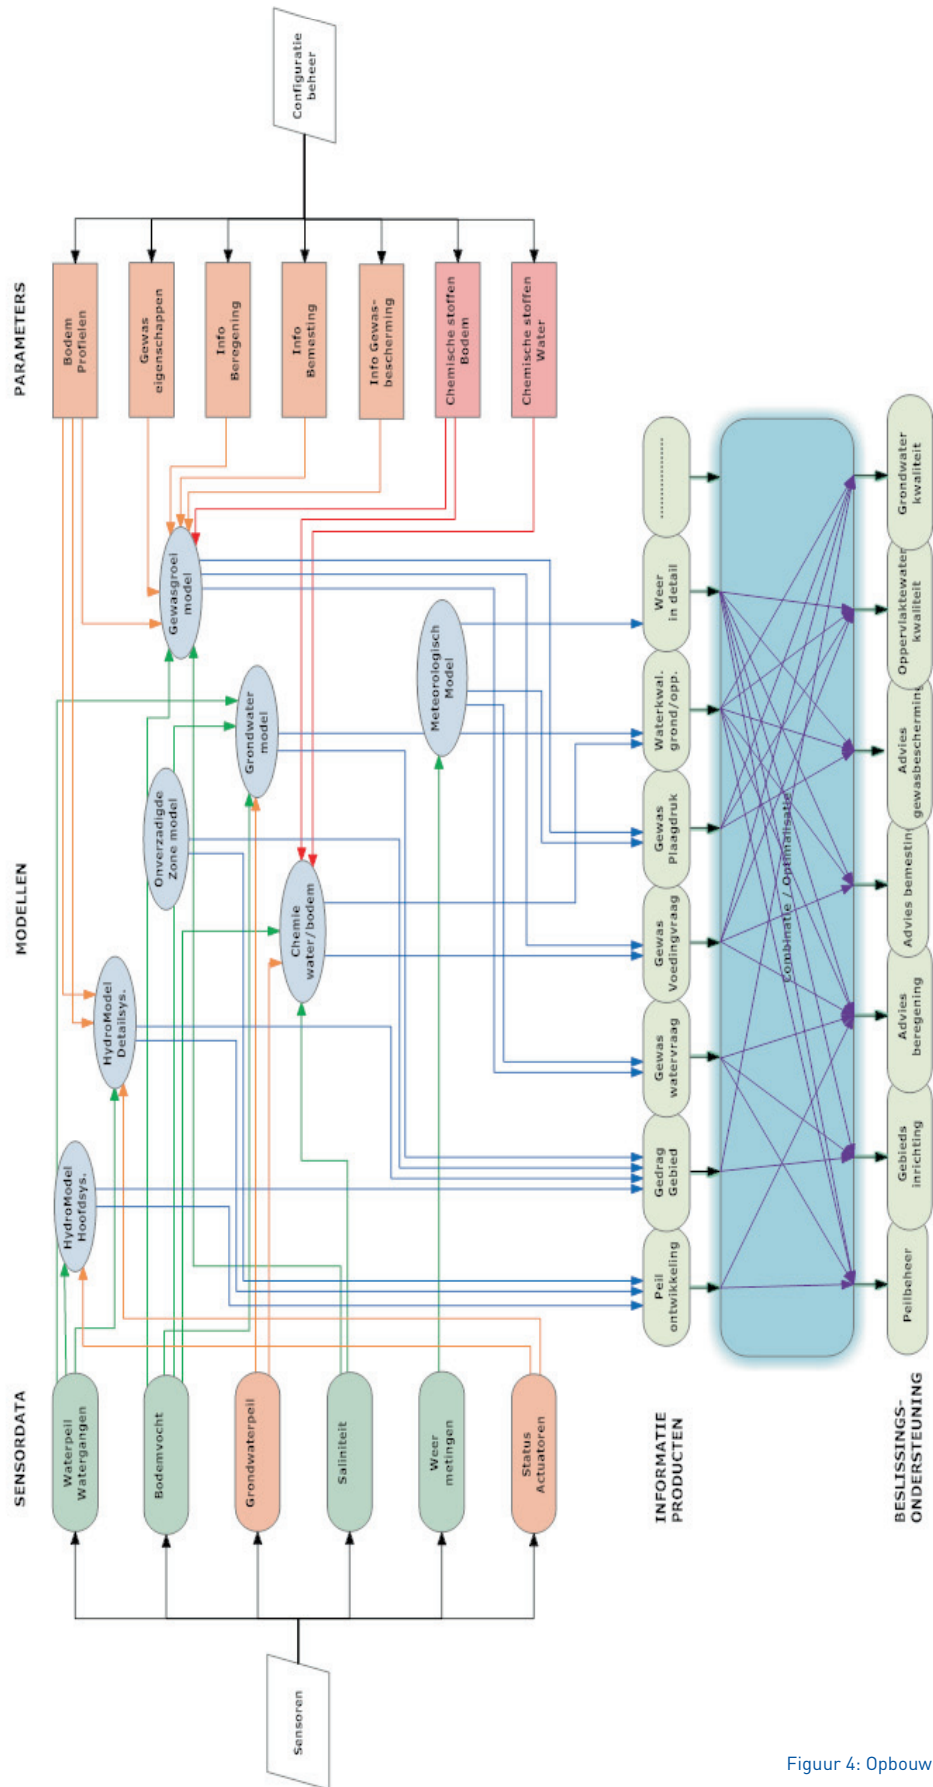 SENSORDATA
MODELLEN
PARAMETERS
Sensoren
Waterpeil
Watergangen
Bodemvocht
Grondwaterpeil
Saliniteit
Weer
metingen
Status
Actuatoren
HydroModel
Hoofdsys.
HydroModel
Detailsys.
Onverzadigde
Zone model
Gewasgroei
model
Grondwater
model
Chemie
water/bodem
Meteorologisch
Model
Bodem
Profielen
Gewas
eigenschappen
Info
Beregening
Info
Bemesting
Info Gewas-
bescherming
Chemische stoffen
Bodem
Chemische stoffen
Water
Configuratie
beheer
INFORMATIE
PRODUCTEN
Peil
ontwikkeling
Gedrag
Gebied
Gewas
watervraag
Gewas
Voedingvraag
Gewas
Plaagdruk
Waterkwal.
grond/opp.
Weer
in detail
Combinatie / Optimalisatie
BESLISSINGS-
ONDERSTEUNING
Peilbeheer
Gebieds
inrichting
Advies
beregening
Advies bemesting
Advies
gewasbescherming
Oppervlaktewater
kwaliteit
Grondwater
kwaliteit
Figuur 4: Opbouw